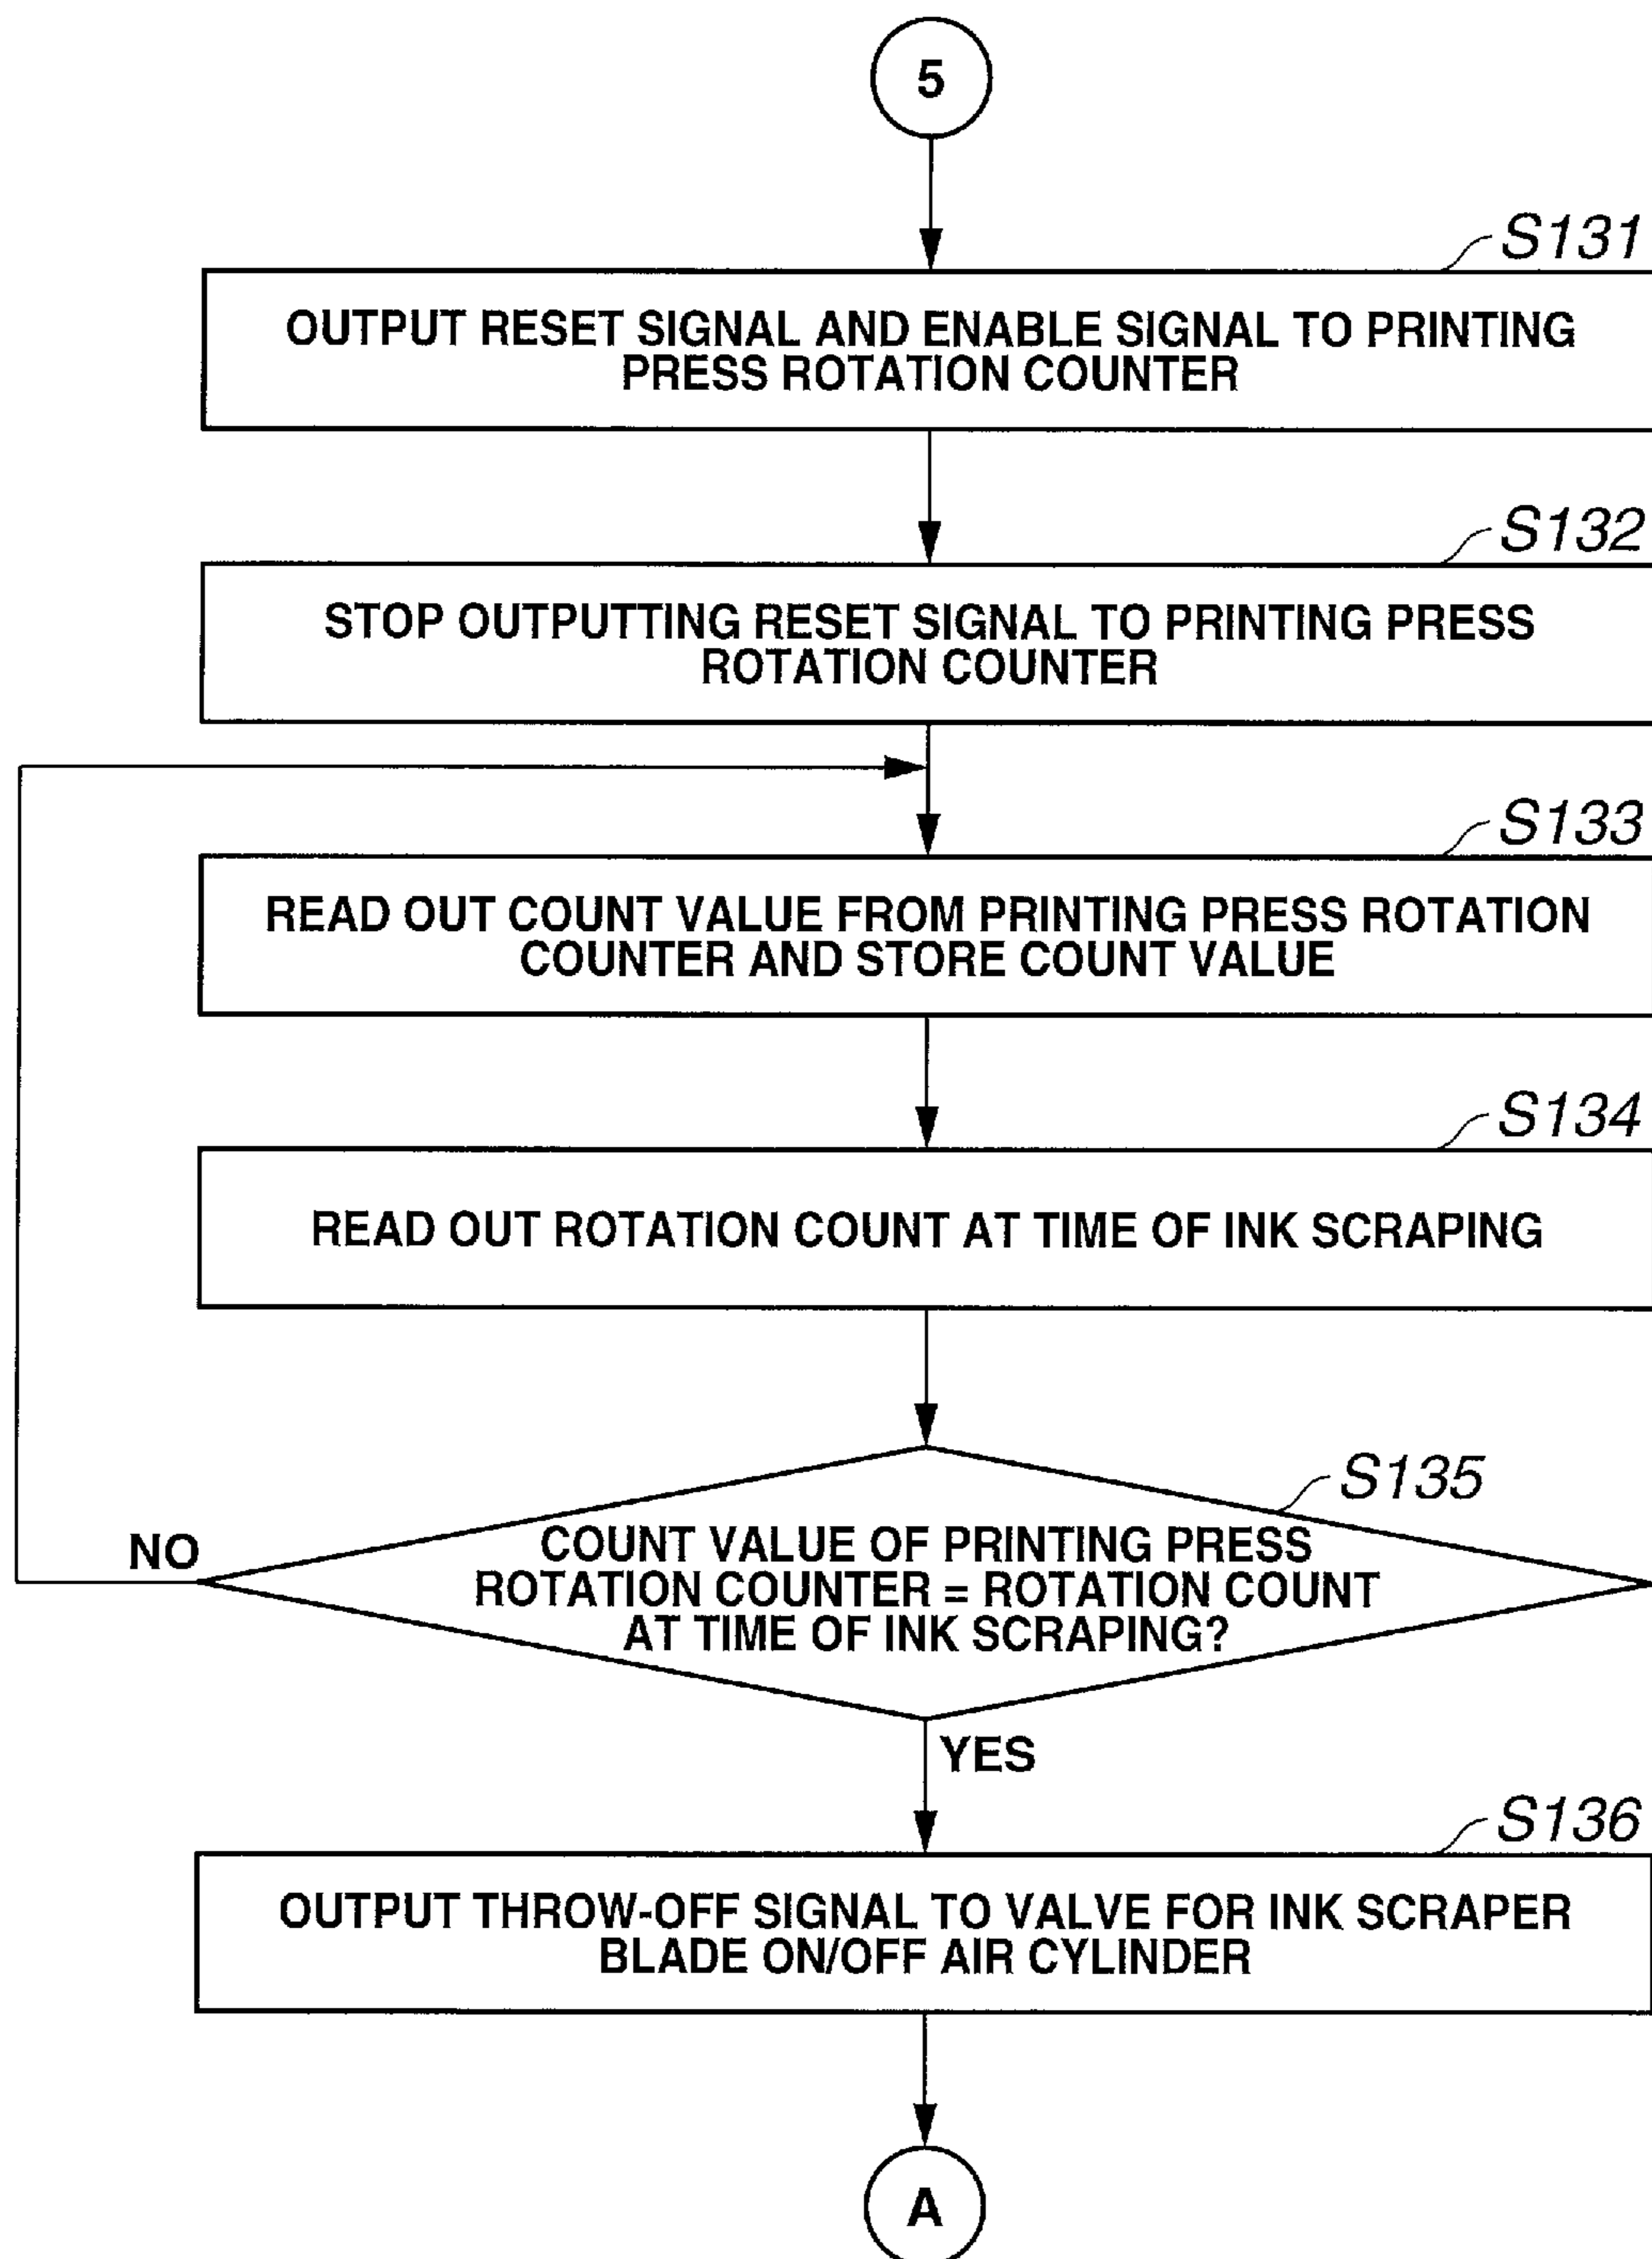 5
S131
OUTPUT RESET SIGNAL AND ENABLE SIGNAL TO PRINTING
PRESS ROTATION COUNTER
S132
STOP OUTPUTTING RESET SIGNAL TO PRINTING PRESS
ROTATION COUNTER
S133
READ OUT COUNT VALUE FROM PRINTING PRESS ROTATION
COUNTER AND STORE COUNT VALUE
S134
READ OUT ROTATION COUNT AT TIME OF INK SCRAPING
S135
NO
COUNT VALUE OF PRINTING PRESS
ROTATION COUNTER = ROTATION COUNT
AT TIME OF INK SCRAPING?
YES
S136
OUTPUT THROW-OFF SIGNAL TO VALVE FOR INK SCRAPER
BLADE ON/OFF AIR CYLINDER
A